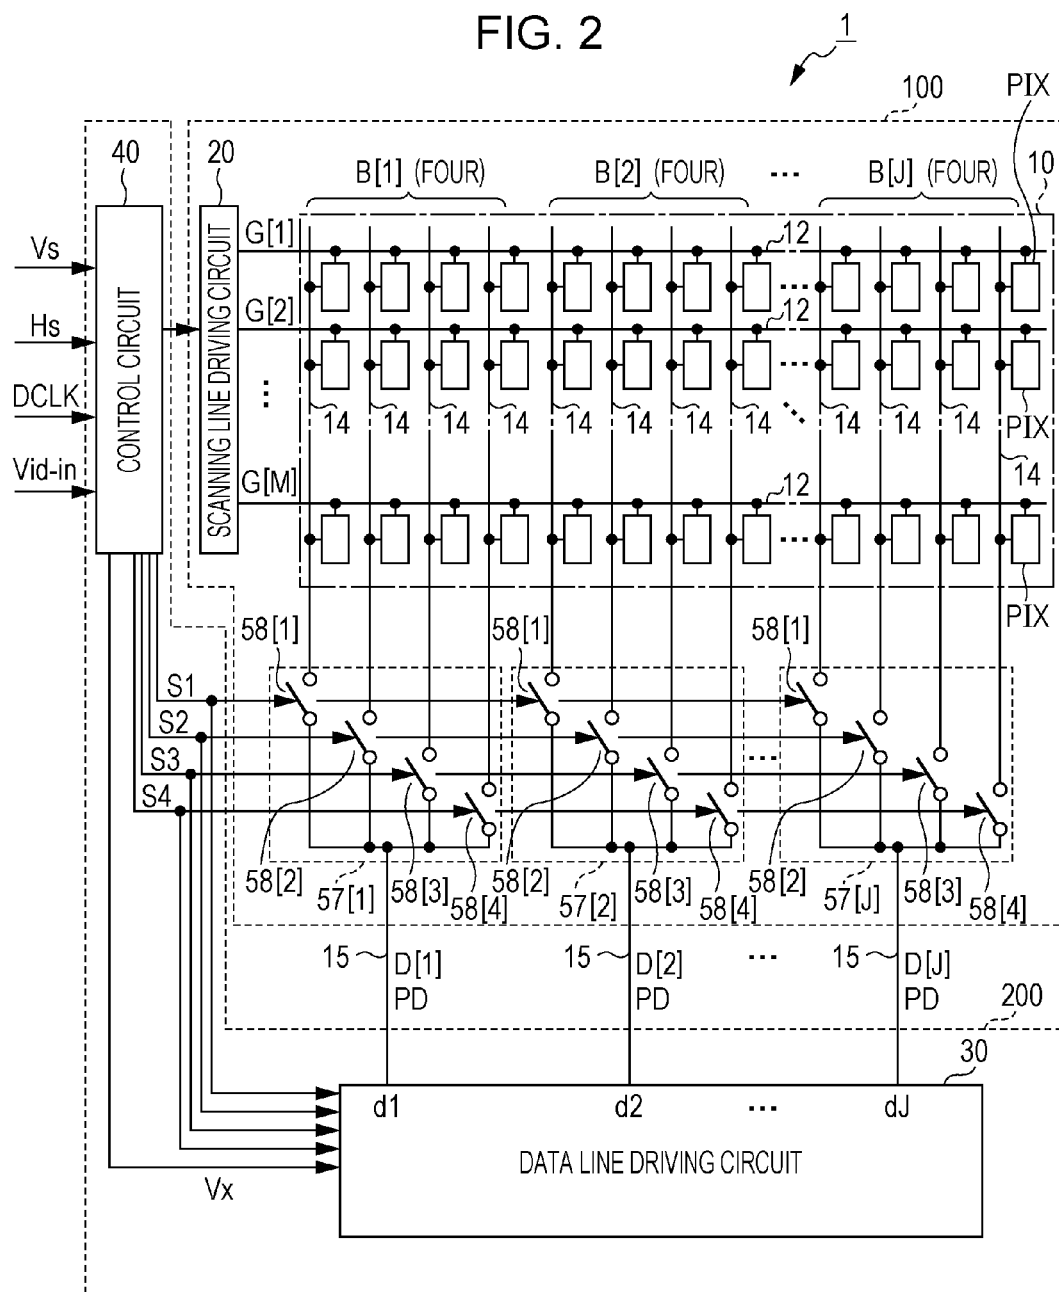 FIG. 2
1
PIX
100
40
20
B[1] (FOUR)
B[2] (FOUR)
...
B[J] (FOUR)
10
G[1]
12
Vs
Hs
DCLK
Vid-in
CONTROL CIRCUIT
SCANNING LINE DRIVING CIRCUIT
...
G[2]
12
...
14 14 14 14 14 14 14 14 14 14 14
PIX
14
G[M]
12
...
PIX
58[1] 58[1] 58[1]
S1
S2
S3
S4
...
58[2] 57[1] 58[3] 58[4]
58[2] 57[2] 58[3] 58[4]
58[2] 57[J] 58[3] 58[4]
15 D[1] PD
15 D[2] PD
...
15 D[J] PD
200
30
d1 d2 ... dJ
DATA LINE DRIVING CIRCUIT
Vx